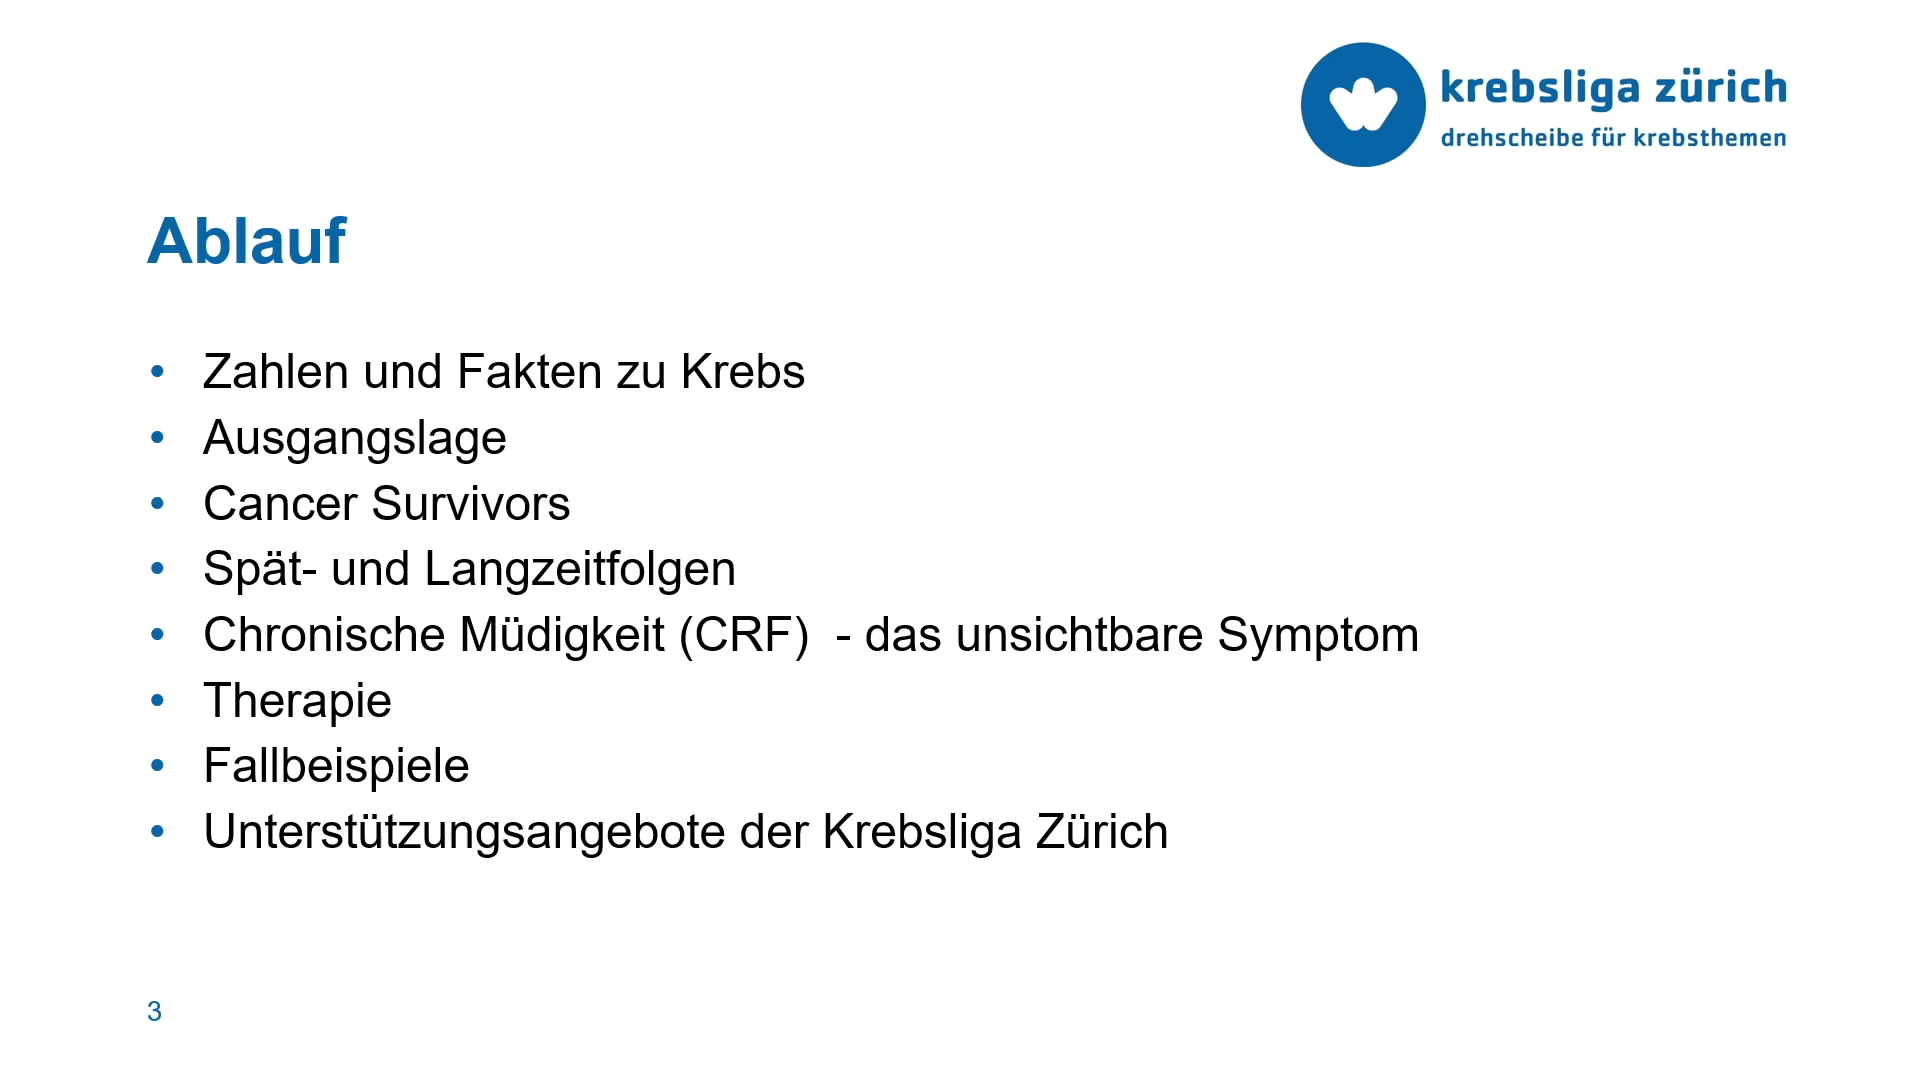 krebsliga zürich
drehscheibe für krebsthemen
Ablauf
• Zahlen und Fakten zu Krebs
• Ausgangslage
• Cancer Survivors
• Spät- und Langzeitfolgen
• Chronische Müdigkeit (CRF)  - das unsichtbare Symptom
• Therapie
• Fallbeispiele
• Unterstützungsangebote der Krebsliga Zürich
3